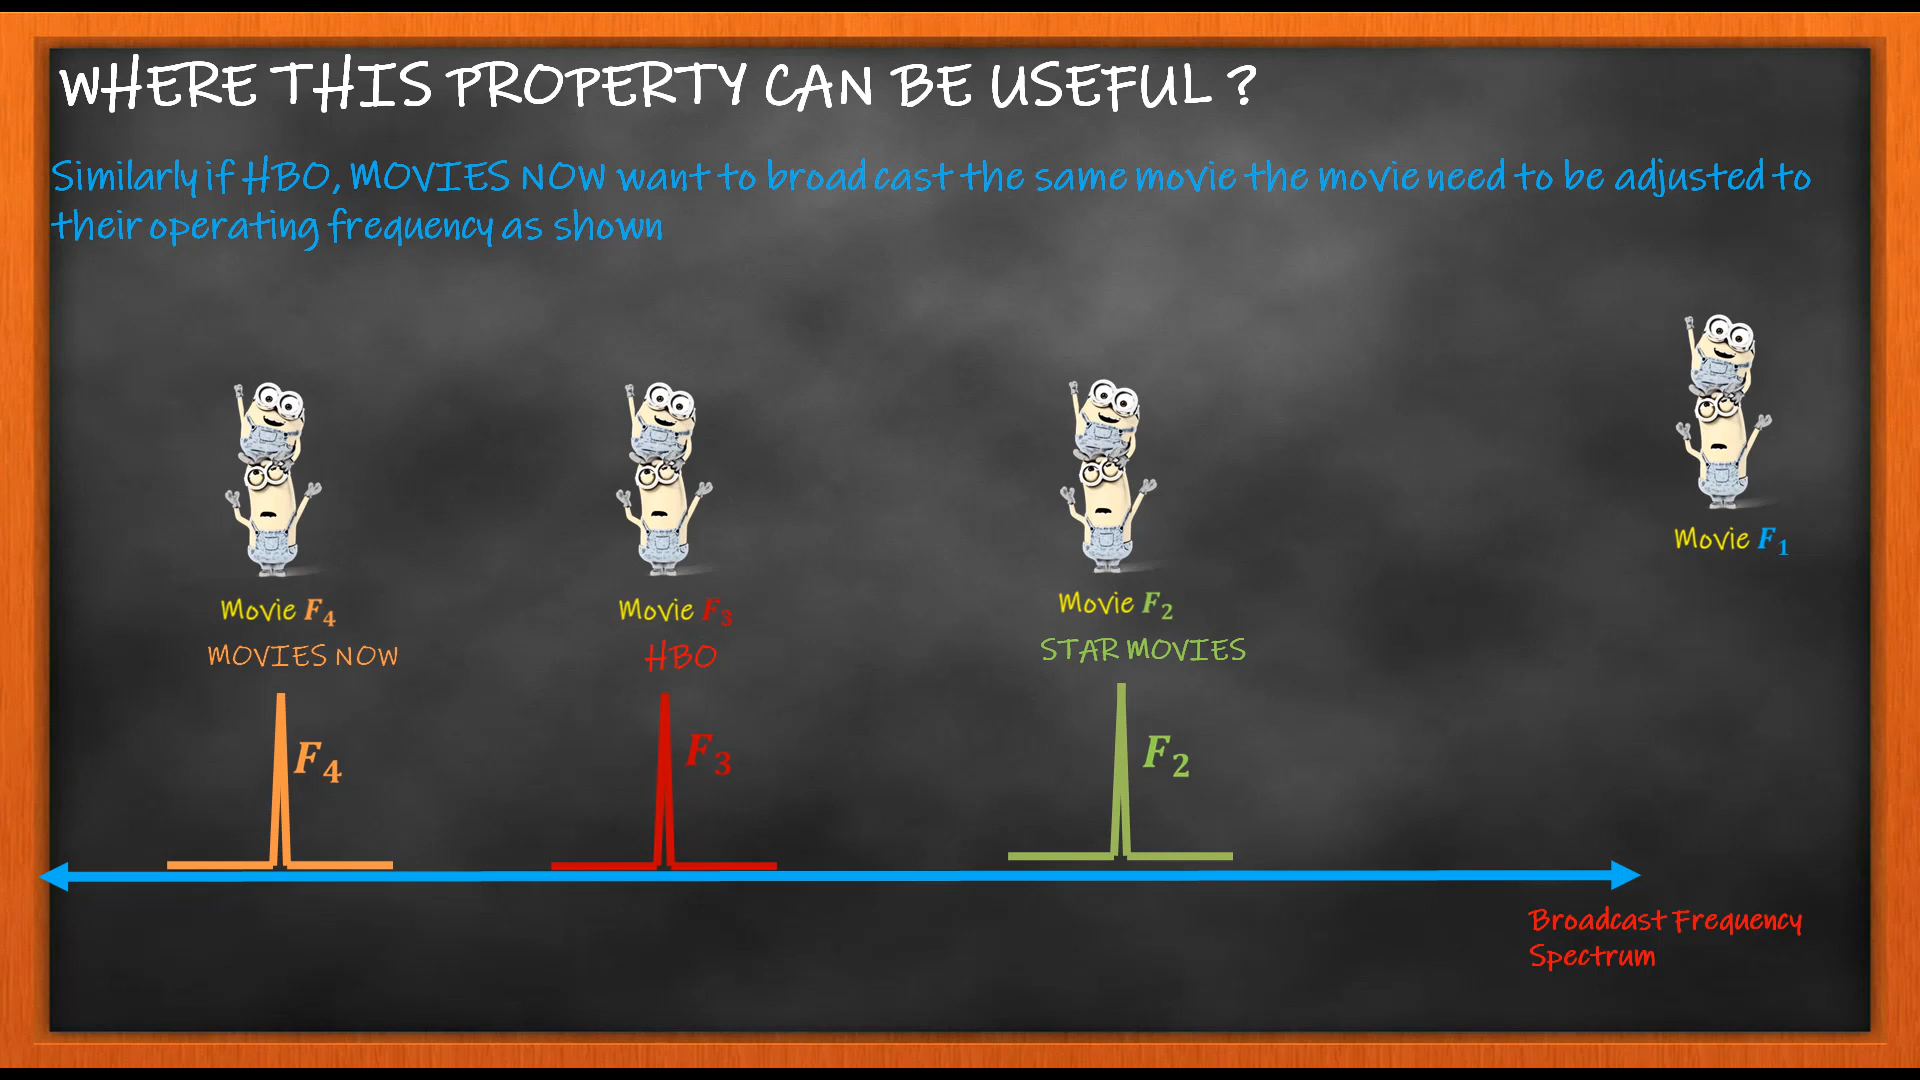 WHERE THIS PROPERTY CAN BE USEFUL ?
Similarly if HBO, MOVIES NOW want to broad cast the same movie the movie need to be adjusted to
their operating frequency as shown
Movie F₁
Movie F₄
Movie F₃
Movie F₂
MOVIES NOW
HBO
STAR MOVIES
F₄
F₃
F₂
Broadcast Frequency
Spectrum